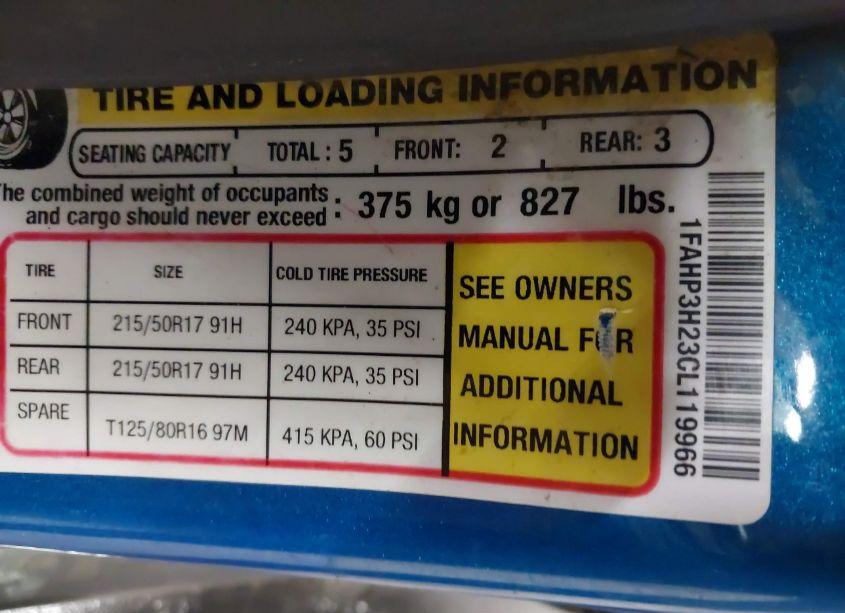 TIRE AND LOADING INFORMATION
SEATING CAPACITY TOTAL : 5 FRONT: 2 REAR: 3
The combined weight of occupants
and cargo should never exceed : 375 kg or 827 lbs.
TIRE SIZE COLD TIRE PRESSURE
FRONT 215/50R17 91H 240 KPA, 35 PSI
REAR 215/50R17 91H 240 KPA, 35 PSI
SPARE T125/80R16 97M 415 KPA, 60 PSI
SEE OWNERS
MANUAL FOR
ADDITIONAL
INFORMATION
1FAHP3H23CL119966